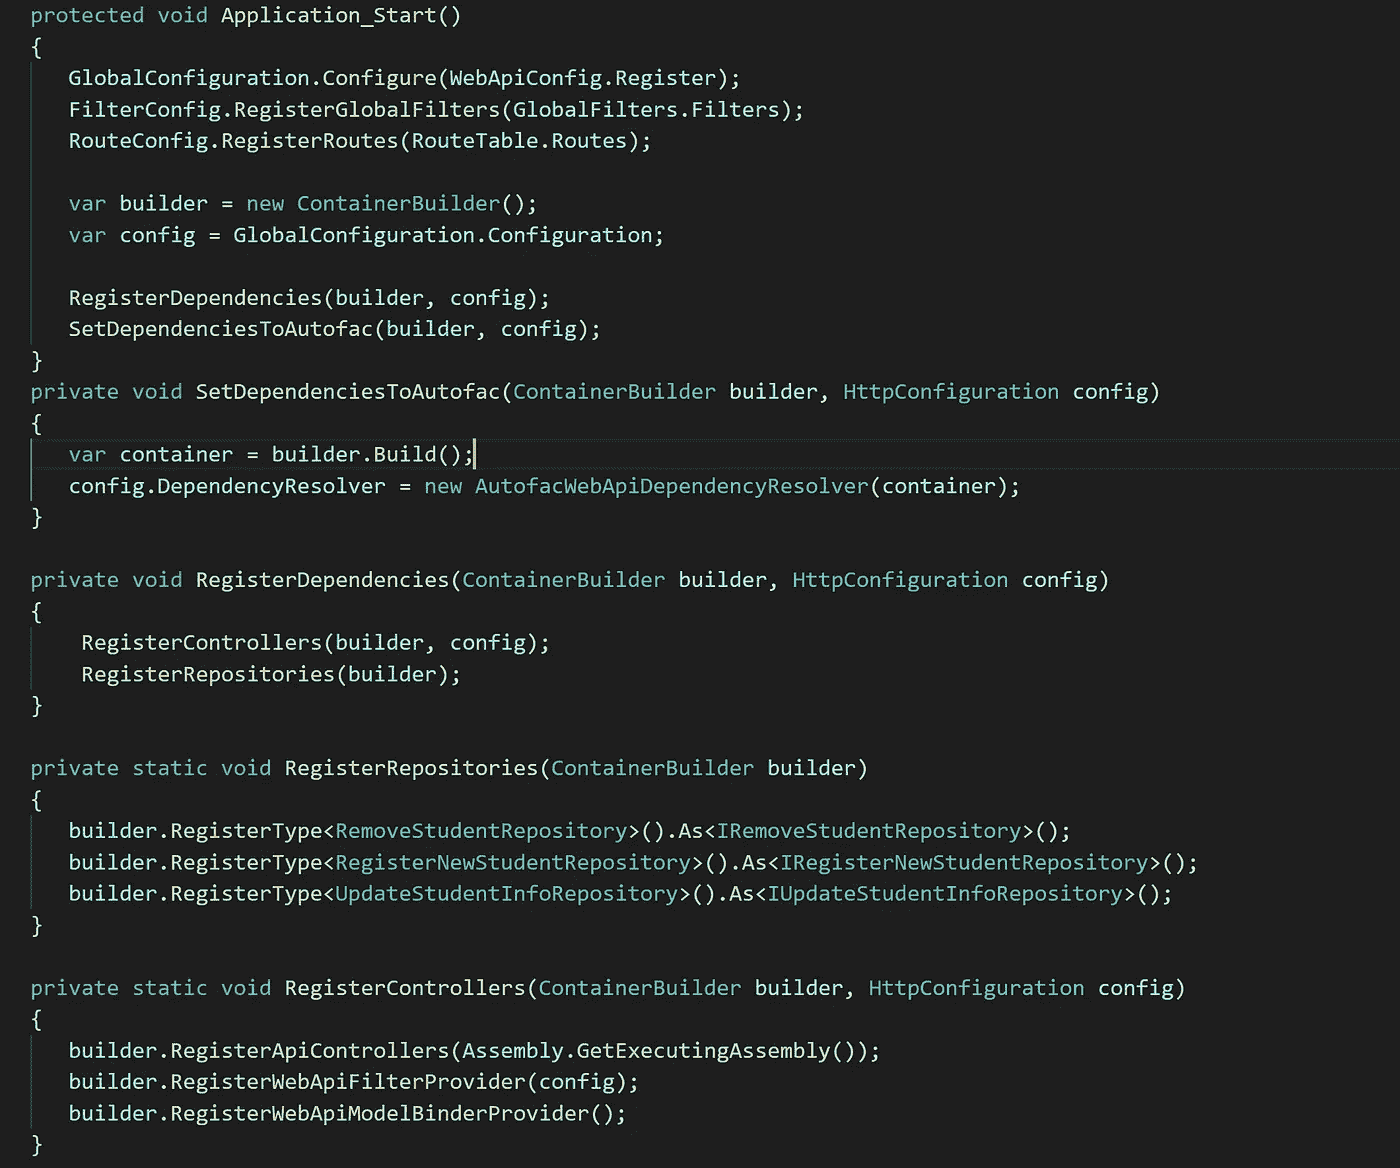 protected void Application_Start()
{
GlobalConfiguration.Configure(WebApiConfig.Register);
FilterConfig.RegisterGlobalFilters(GlobalFilters.Filters);
RouteConfig.RegisterRoutes(RouteTable.Routes);
var builder = new ContainerBuilder();
var config = GlobalConfiguration.Configuration;
RegisterDependencies(builder, config);
SetDependenciesToAutofac(builder, config);
}
private void SetDependenciesToAutofac(ContainerBuilder builder, HttpConfiguration config)
{
var container = builder.Build();
config.DependencyResolver = new AutofacWebApiDependencyResolver(container);
}
private void RegisterDependencies(ContainerBuilder builder, HttpConfiguration config)
{
RegisterControllers(builder, config);
RegisterRepositories(builder);
}
private static void RegisterRepositories(ContainerBuilder builder)
{
builder.RegisterType<RemoveStudentRepository>().As<IRemoveStudentRepository>();
builder.RegisterType<RegisterNewStudentRepository>().As<IRegisterNewStudentRepository>();
builder.RegisterType<UpdateStudentInfoRepository>().As<IUpdateStudentInfoRepository>();
}
private static void RegisterControllers(ContainerBuilder builder, HttpConfiguration config)
{
builder.RegisterApiControllers(Assembly.GetExecutingAssembly());
builder.RegisterWebApiFilterProvider(config);
builder.RegisterWebApiModelBinderProvider();
}